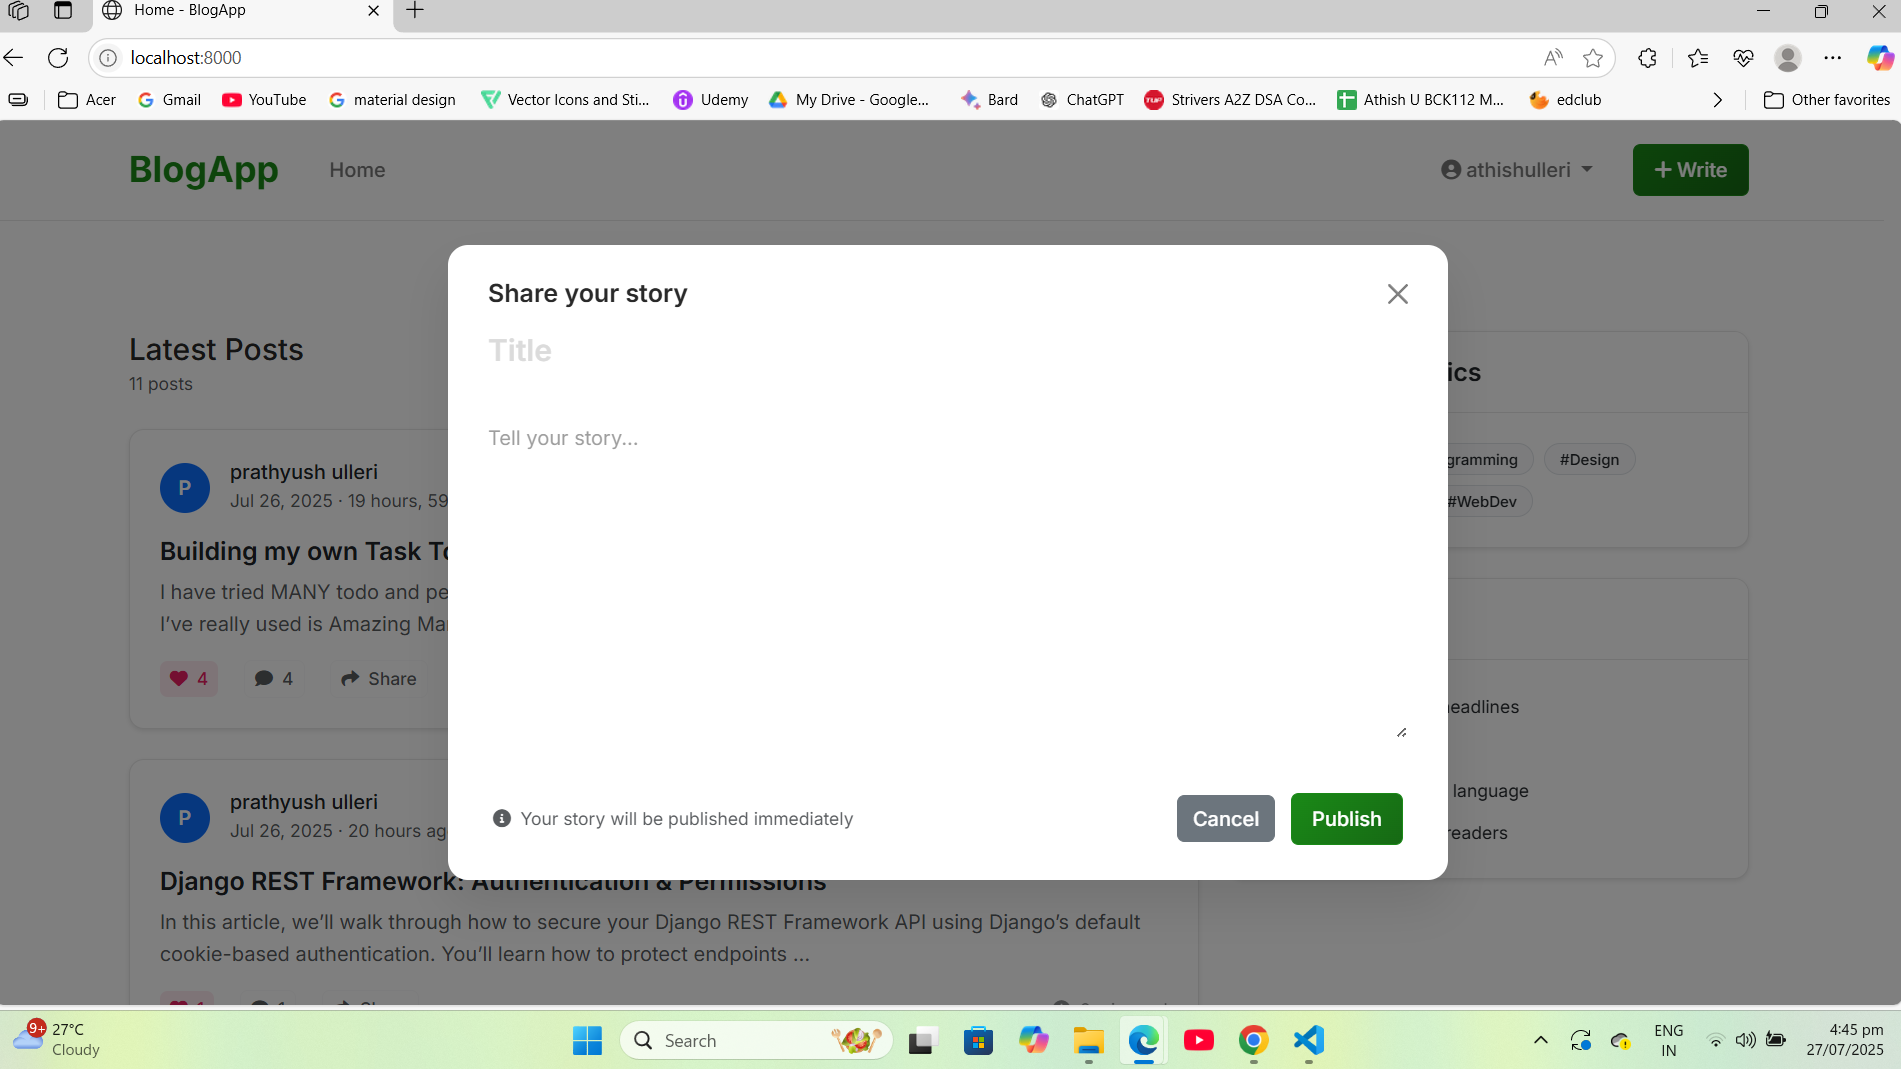 Home - BlogApp
localhost:8000
Acer Gmail YouTube material design Vector Icons and Sti... Udemy My Drive - Google... Bard ChatGPT Strivers A2Z DSA Co... Athish U BCK112 M... edclub Other favorites
BlogApp Home athishulleri + Write
Share your story
Title
Latest Posts
11 posts
ics
Tell your story...
gramming #Design
#WebDev
P prathyush ulleri
Jul 26, 2025 · 19 hours, 59
Building my own Task To
I have tried MANY todo and pe
I've really used is Amazing Mar
4 4 Share
eadlines
language
readers
P prathyush ulleri
Jul 26, 2025 · 20 hours ag
Your story will be published immediately Cancel Publish
Django REST Framework: Authentication & Permissions
In this article, we'll walk through how to secure your Django REST Framework API using Django's default
cookie-based authentication. You'll learn how to protect endpoints ...
9+ 27°C
Cloudy
Search
ENG
IN
4:45 pm
27/07/2025